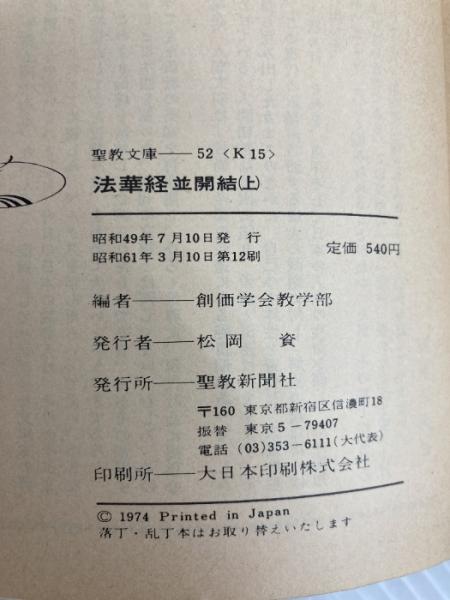 聖教文庫――52〈K15〉
法華経並開結(上)
昭和49年7月10日発 行
昭和61年3月10日第12刷
定価 540円
編者――――創価学会教学部
発行者――松岡 資
発行所――聖教新聞社
〒160 東京都新宿区信濃町18
振替 東京5-79407
電話 (03)353-6111(大代表)
印刷所――大日本印刷株式会社
© 1974 Printed in Japan
落丁・乱丁本はお取り替えいたします